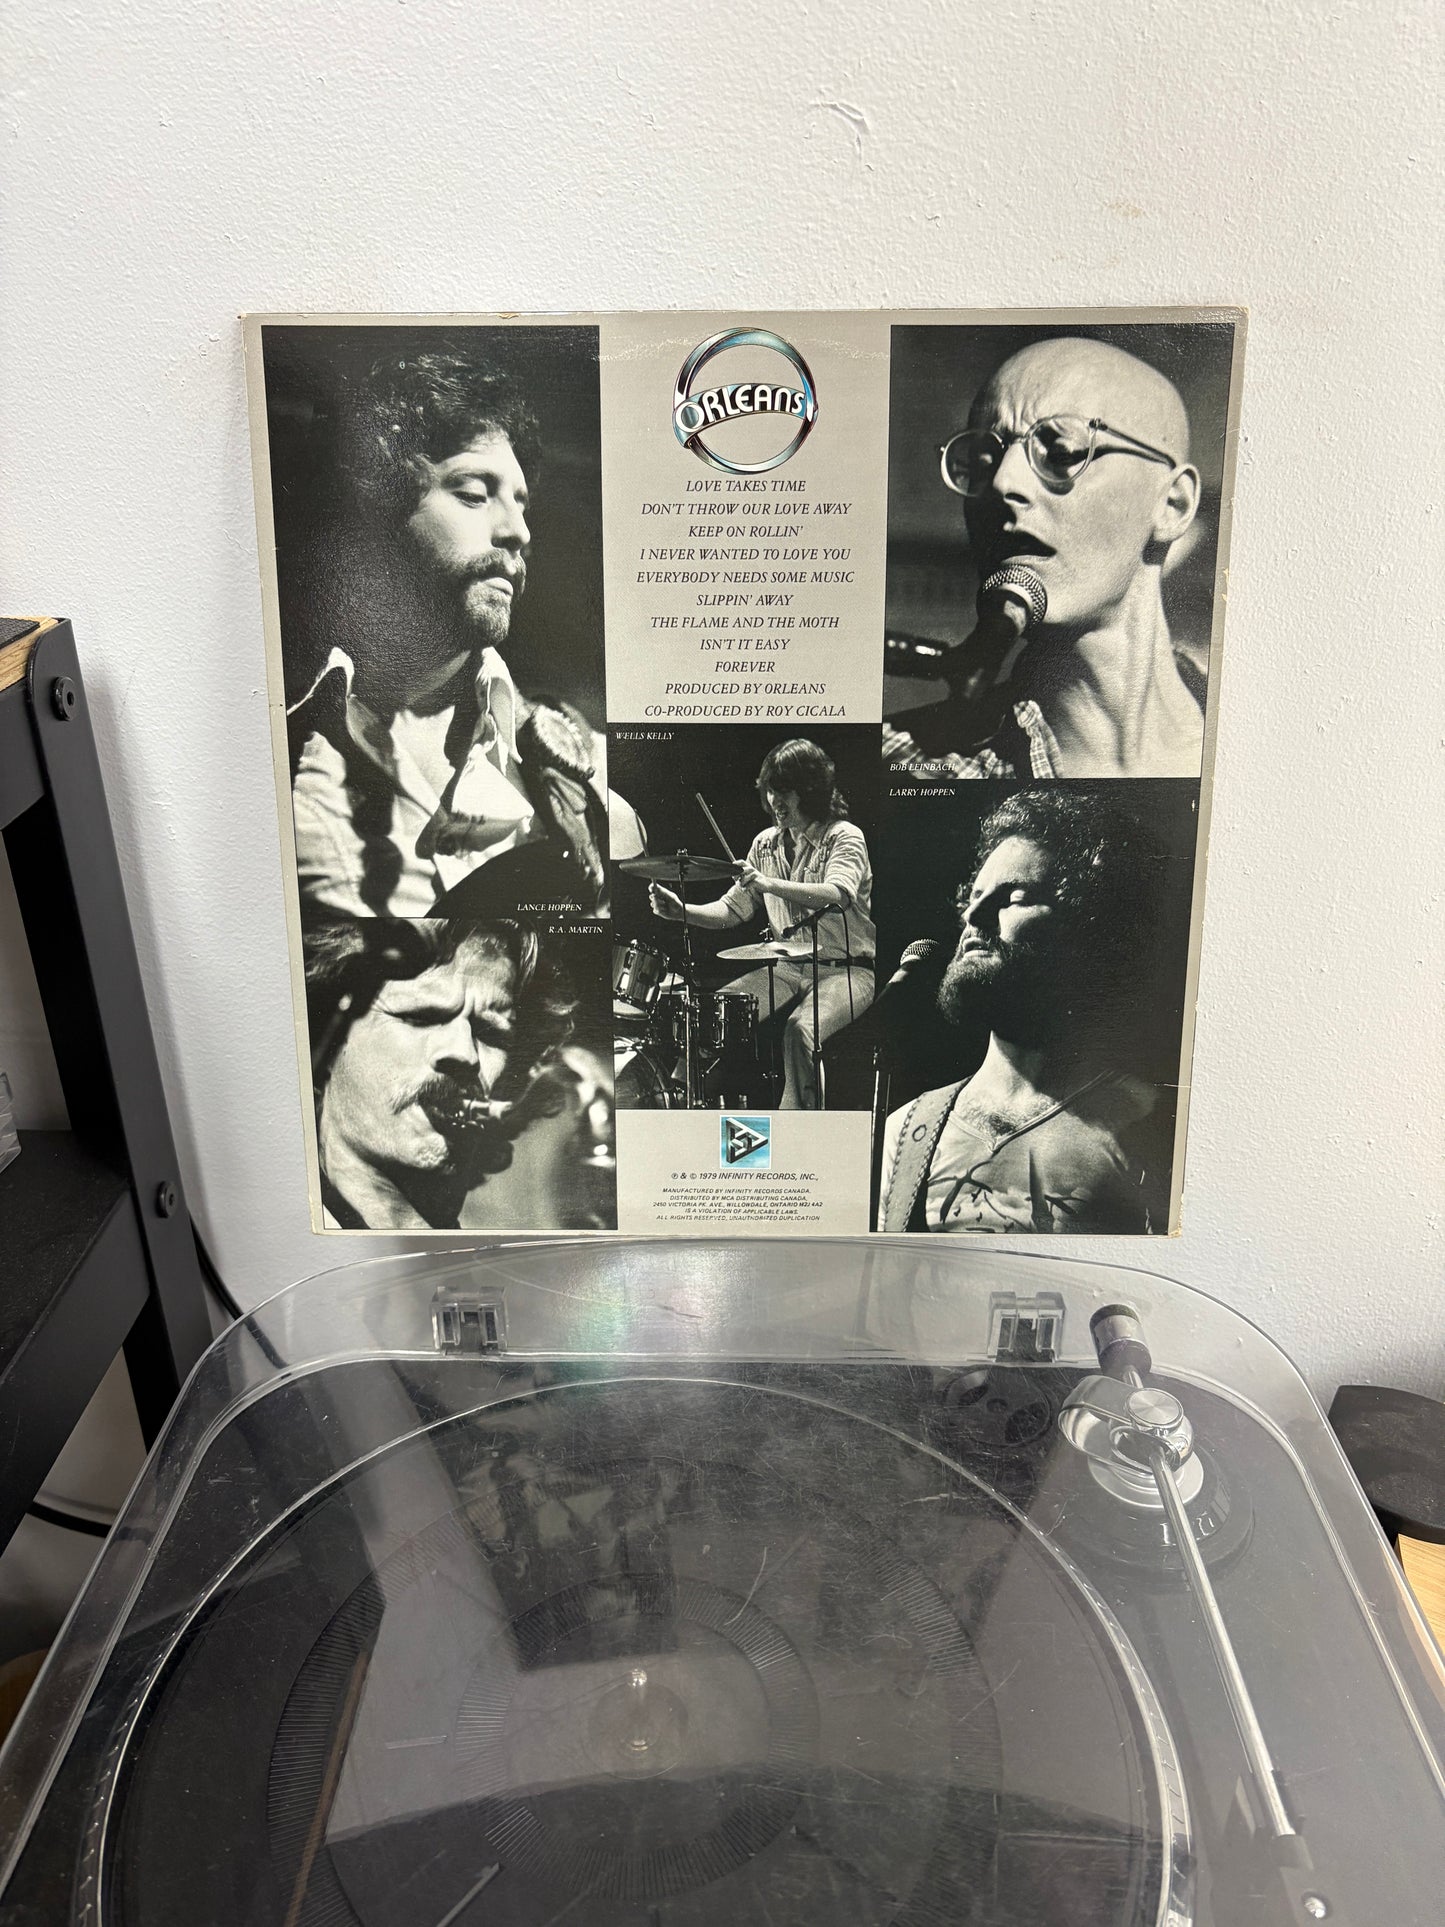 ORLEANS
LOVE TAKES TIME
DON'T THROW OUR LOVE AWAY
KEEP ON ROLLIN'
I NEVER WANTED TO LOVE YOU
EVERYBODY NEEDS SOME MUSIC
SLIPPIN' AWAY
THE FLAME AND THE MOTH
ISN'T IT EASY
FOREVER
PRODUCED BY ORLEANS
CO-PRODUCED BY ROY CICALA
WELLS KELLY
BOB LEINBACH
LARRY HOPPEN
LANCE HOPPEN
R.A. MARTIN
℗ & © 1979 INFINITY RECORDS, INC.,
MANUFACTURED BY INFINITY RECORDS CANADA.
DISTRIBUTED BY MCA DISTRIBUTING CANADA,
2450 VICTORIA PK. AVE., WILLOWDALE, ONTARIO M2J 4A2
IS A VIOLATION OF APPLICABLE LAWS.
ALL RIGHTS RESERVED, UNAUTHORIZED DUPLICATION